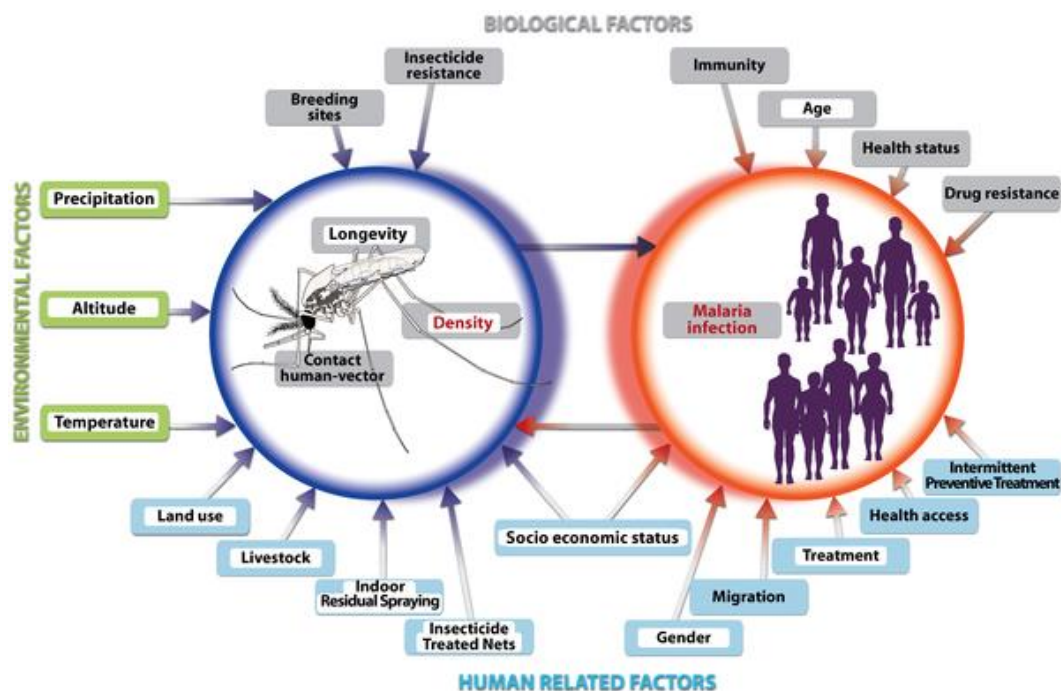 BIOLOGICAL FACTORS
Insecticide
resistance
Immunity
Breeding
sites
Age
Health status
Drug resistance
ENVIRONMENTAL FACTORS
Precipitation
Altitude
Temperature
Longevity
Density
Contact
human-vector
Malaria
infection
Land use
Livestock
Indoor
Residual Spraying
Insecticide
Treated Nets
Socio economic status
Gender
Migration
Treatment
Health access
Intermittent
Preventive Treatment
HUMAN RELATED FACTORS